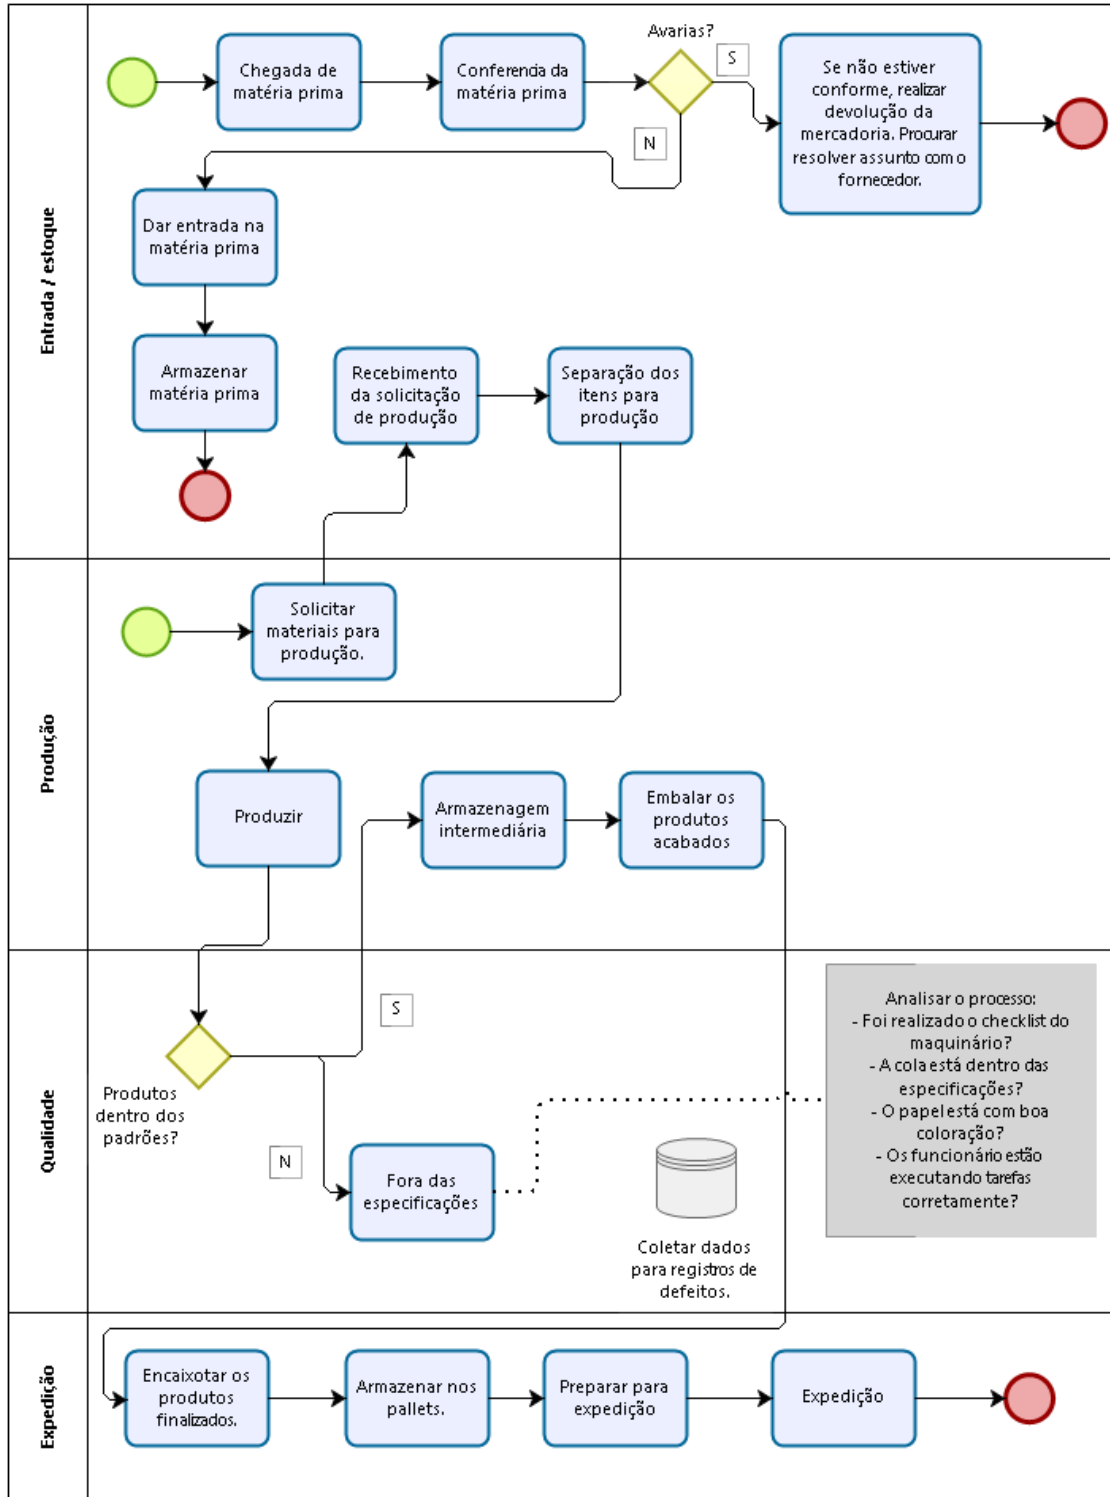 Entrada / estoque
Chegada de
matéria prima
Conferencia da
matéria prima
Avarias?
S
N
Se não estiver
conforme, realizar
devolução da
mercadoria. Procurar
resolver assunto com o
fornecedor.
Dar entrada na
matéria prima
Armazenar
matéria prima
Recebimento
da solicitação
de produção
Separação dos
itens para
produção
Produção
Solicitar
materiais para
produção.
Produzir
Armazenagem
intermediária
Embalar os
produtos
acabados
Qualidade
Produtos
dentro dos
padrões?
S
N
Fora das
especificações
Coletar dados
para registros de
defeitos.
Analisar o processo:
- Foi realizado o checklist do
maquinário?
- A cola está dentro das
especificações?
- O papel está com boa
coloração?
- Os funcionário estão
executando tarefas
corretamente?
Expedição
Encaixotar os
produtos
finalizados.
Armazenar nos
pallets.
Preparar para
expedição
Expedição